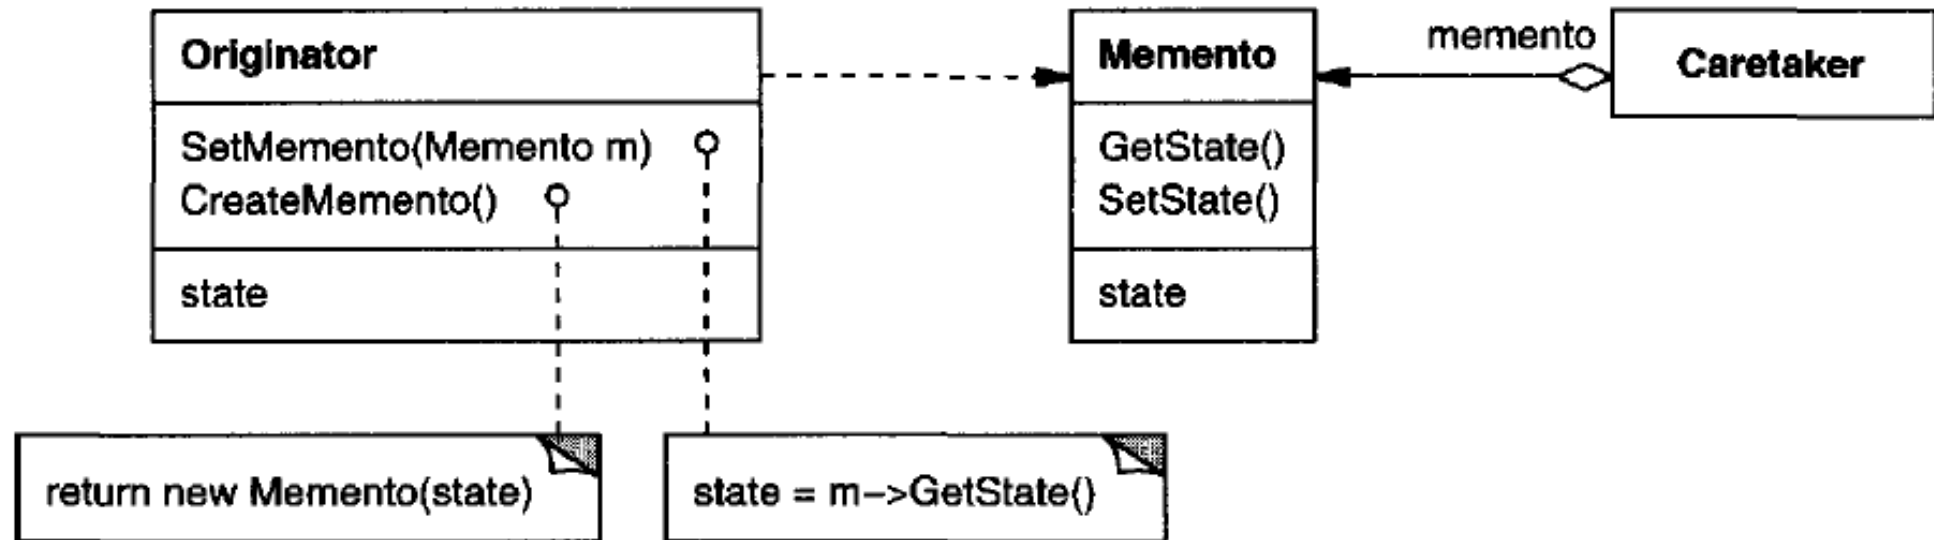 Originator
SetMemento(Memento m)
CreateMemento()
state
return new Memento(state)
state = m–>GetState()
Memento
GetState()
SetState()
state
memento
Caretaker